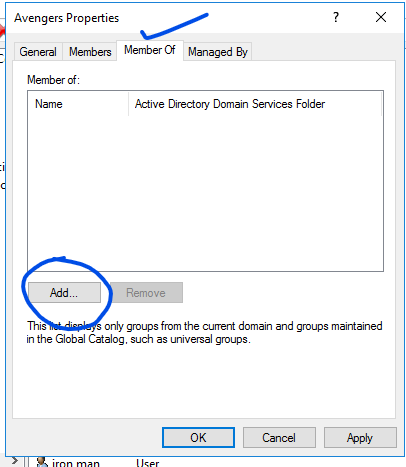 Avengers Properties
General Members Member Of Managed By
Member of:
Name Active Directory Domain Services Folder
Add... Remove
This list displays only groups from the current domain and groups maintained
in the Global Catalog, such as universal groups.
OK Cancel Apply
iron man User